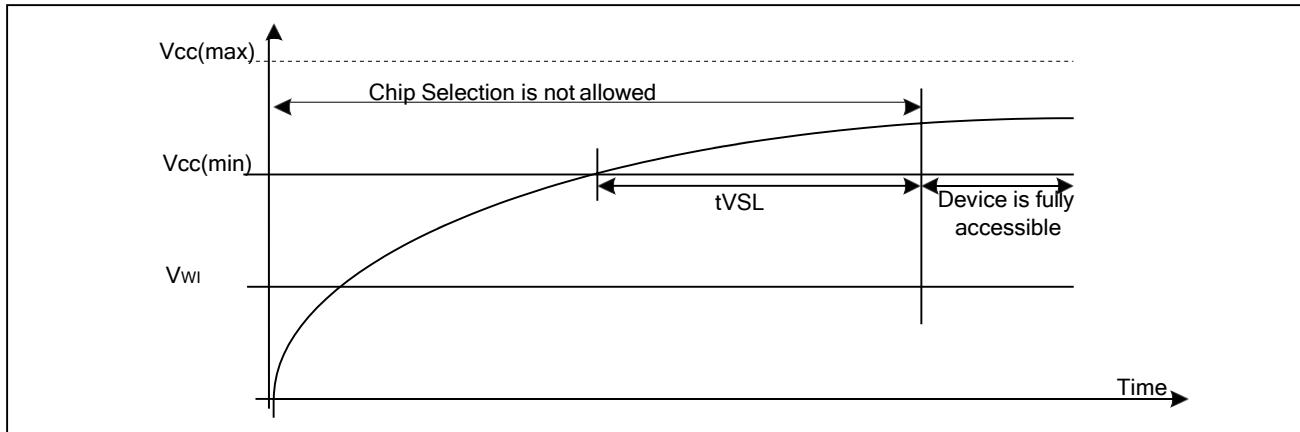 Vcc(max)
Chip Selection is not allowed
Vcc(min)
tVSL
Device is fully
accessible
VWI
Time